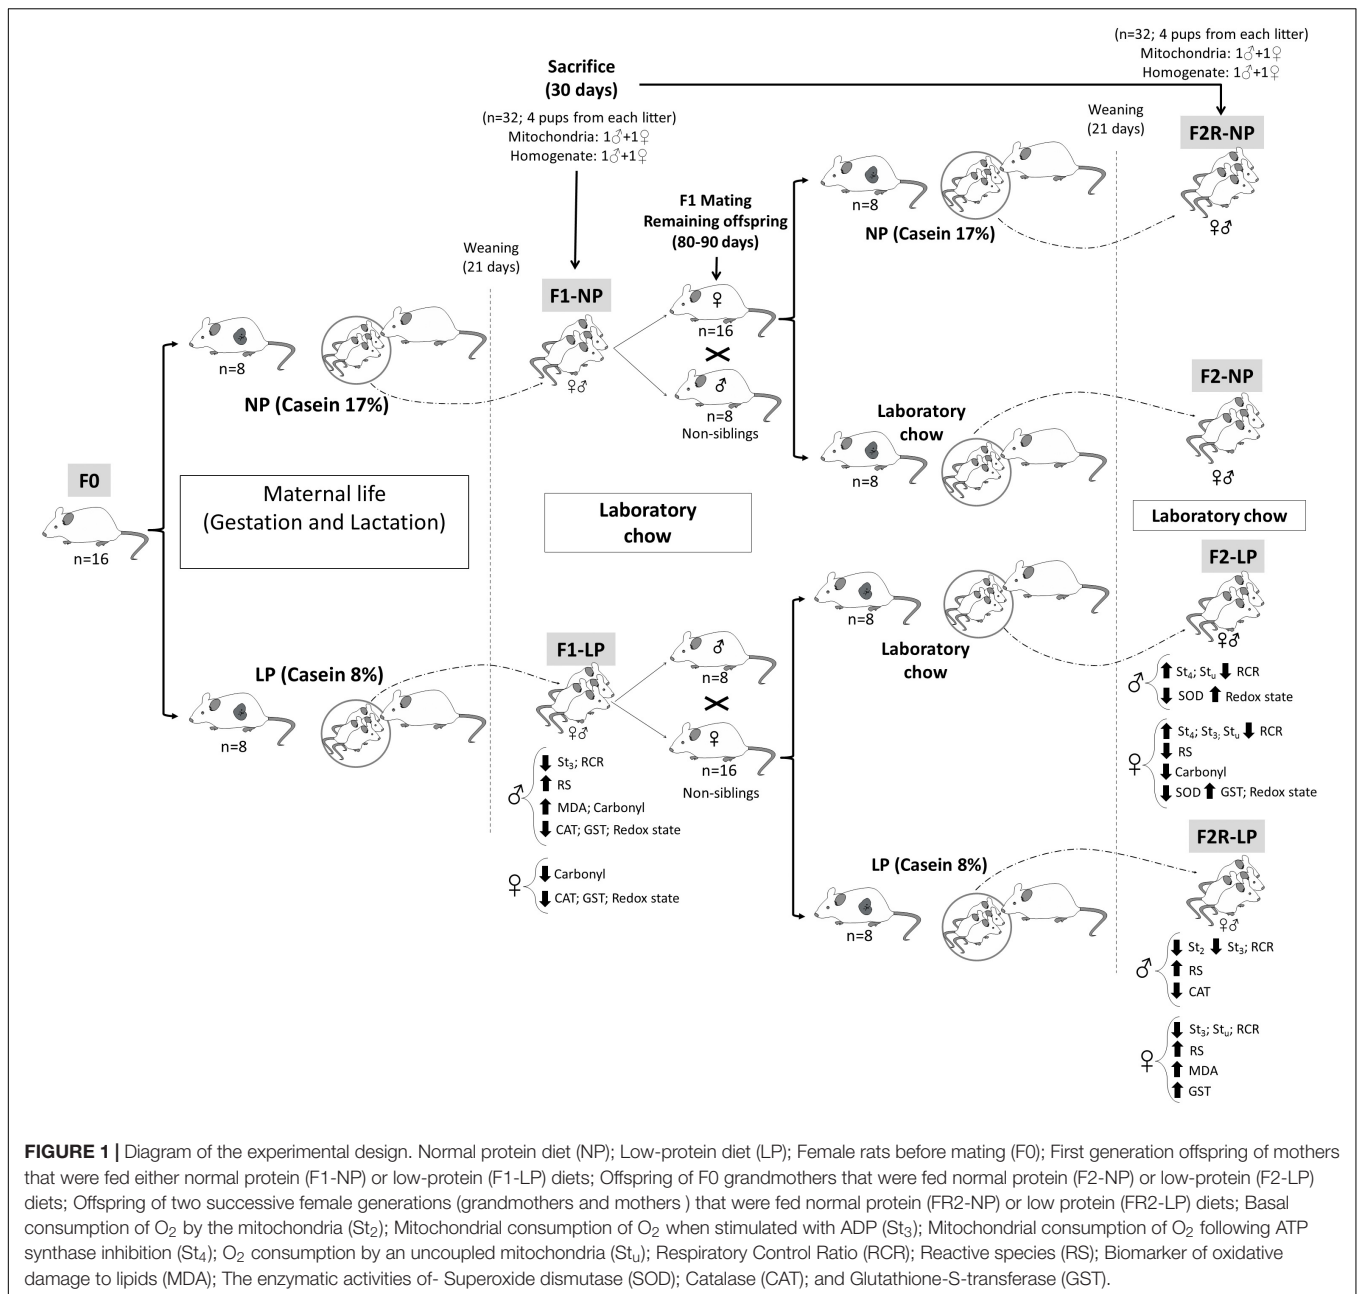 (n=32; 4 pups from each litter)
Mitochondria: 1♂+1♀
Homogenate: 1♂+1♀
Sacrifice
(30 days)
(n=32; 4 pups from each litter)
Mitochondria: 1♂+1♀
Homogenate: 1♂+1♀
Weaning
(21 days)
F2R-NP
n=8
NP (Casein 17%)
♀♂
F1 Mating
Remaining offspring
(80-90 days)
Weaning
(21 days)
F1-NP
♀
n=16
♂
n=8
Non-siblings
♀♂
n=8
NP (Casein 17%)
F2-NP
Laboratory
chow
n=8
♀♂
F0
n=16
Maternal life
(Gestation and Lactation)
Laboratory
chow
Laboratory chow
F2-LP
n=8
Laboratory
chow
♀♂
♂
⬆ St4; Stu ⬇ RCR
⬇ SOD ⬆ Redox state
♀
⬆ St4; St3; Stu ⬇ RCR
⬇ RS
⬇ Carbonyl
⬇ SOD ⬆ GST; Redox state
LP (Casein 8%)
n=8
F1-LP
♀♂
♂
n=8
♀
n=16
Non-siblings
♂
⬇ St3; RCR
⬆ RS
⬆ MDA; Carbonyl
⬇ CAT; GST; Redox state
♀
⬇ Carbonyl
⬇ CAT; GST; Redox state
LP (Casein 8%)
n=8
F2R-LP
♀♂
♂
⬇ St2 ⬇ St3; RCR
⬆ RS
⬇ CAT
♀
⬇ St3; Stu; RCR
⬆ RS
⬆ MDA
⬆ GST
FIGURE 1 | Diagram of the experimental design. Normal protein diet (NP); Low-protein diet (LP); Female rats before mating (F0); First generation offspring of mothers
that were fed either normal protein (F1-NP) or low-protein (F1-LP) diets; Offspring of F0 grandmothers that were fed normal protein (F2-NP) or low-protein (F2-LP)
diets; Offspring of two successive female generations (grandmothers and mothers ) that were fed normal protein (FR2-NP) or low protein (FR2-LP) diets; Basal
consumption of O2 by the mitochondria (St2); Mitochondrial consumption of O2 when stimulated with ADP (St3); Mitochondrial consumption of O2 following ATP
synthase inhibition (St4); O2 consumption by an uncoupled mitochondria (Stu); Respiratory Control Ratio (RCR); Reactive species (RS); Biomarker of oxidative
damage to lipids (MDA); The enzymatic activities of- Superoxide dismutase (SOD); Catalase (CAT); and Glutathione-S-transferase (GST).